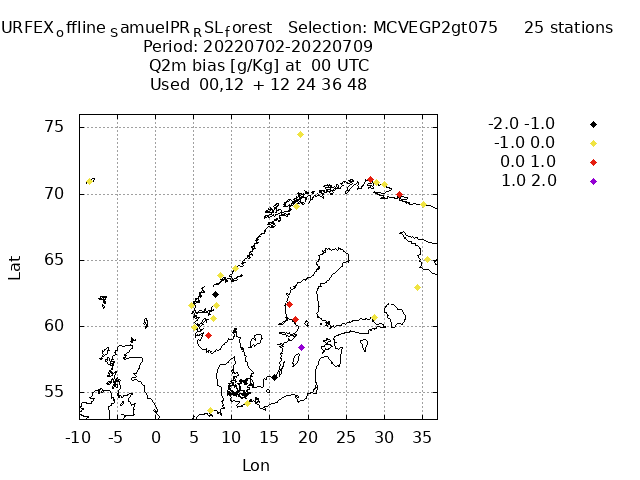 URFEXoffline SamuelPRRSLforest Selection: MCVEGP2gt075 25 stations
Period: 20220702-20220709
Q2m bias [g/Kg] at 00 UTC
Used 00,12 + 12 24 36 48
75
70
65
60
55
Lat
-10 -5 0 5 10 15 20 25 30 35
Lon
-2.0 -1.0
-1.0 0.0
0.0 1.0
1.0 2.0